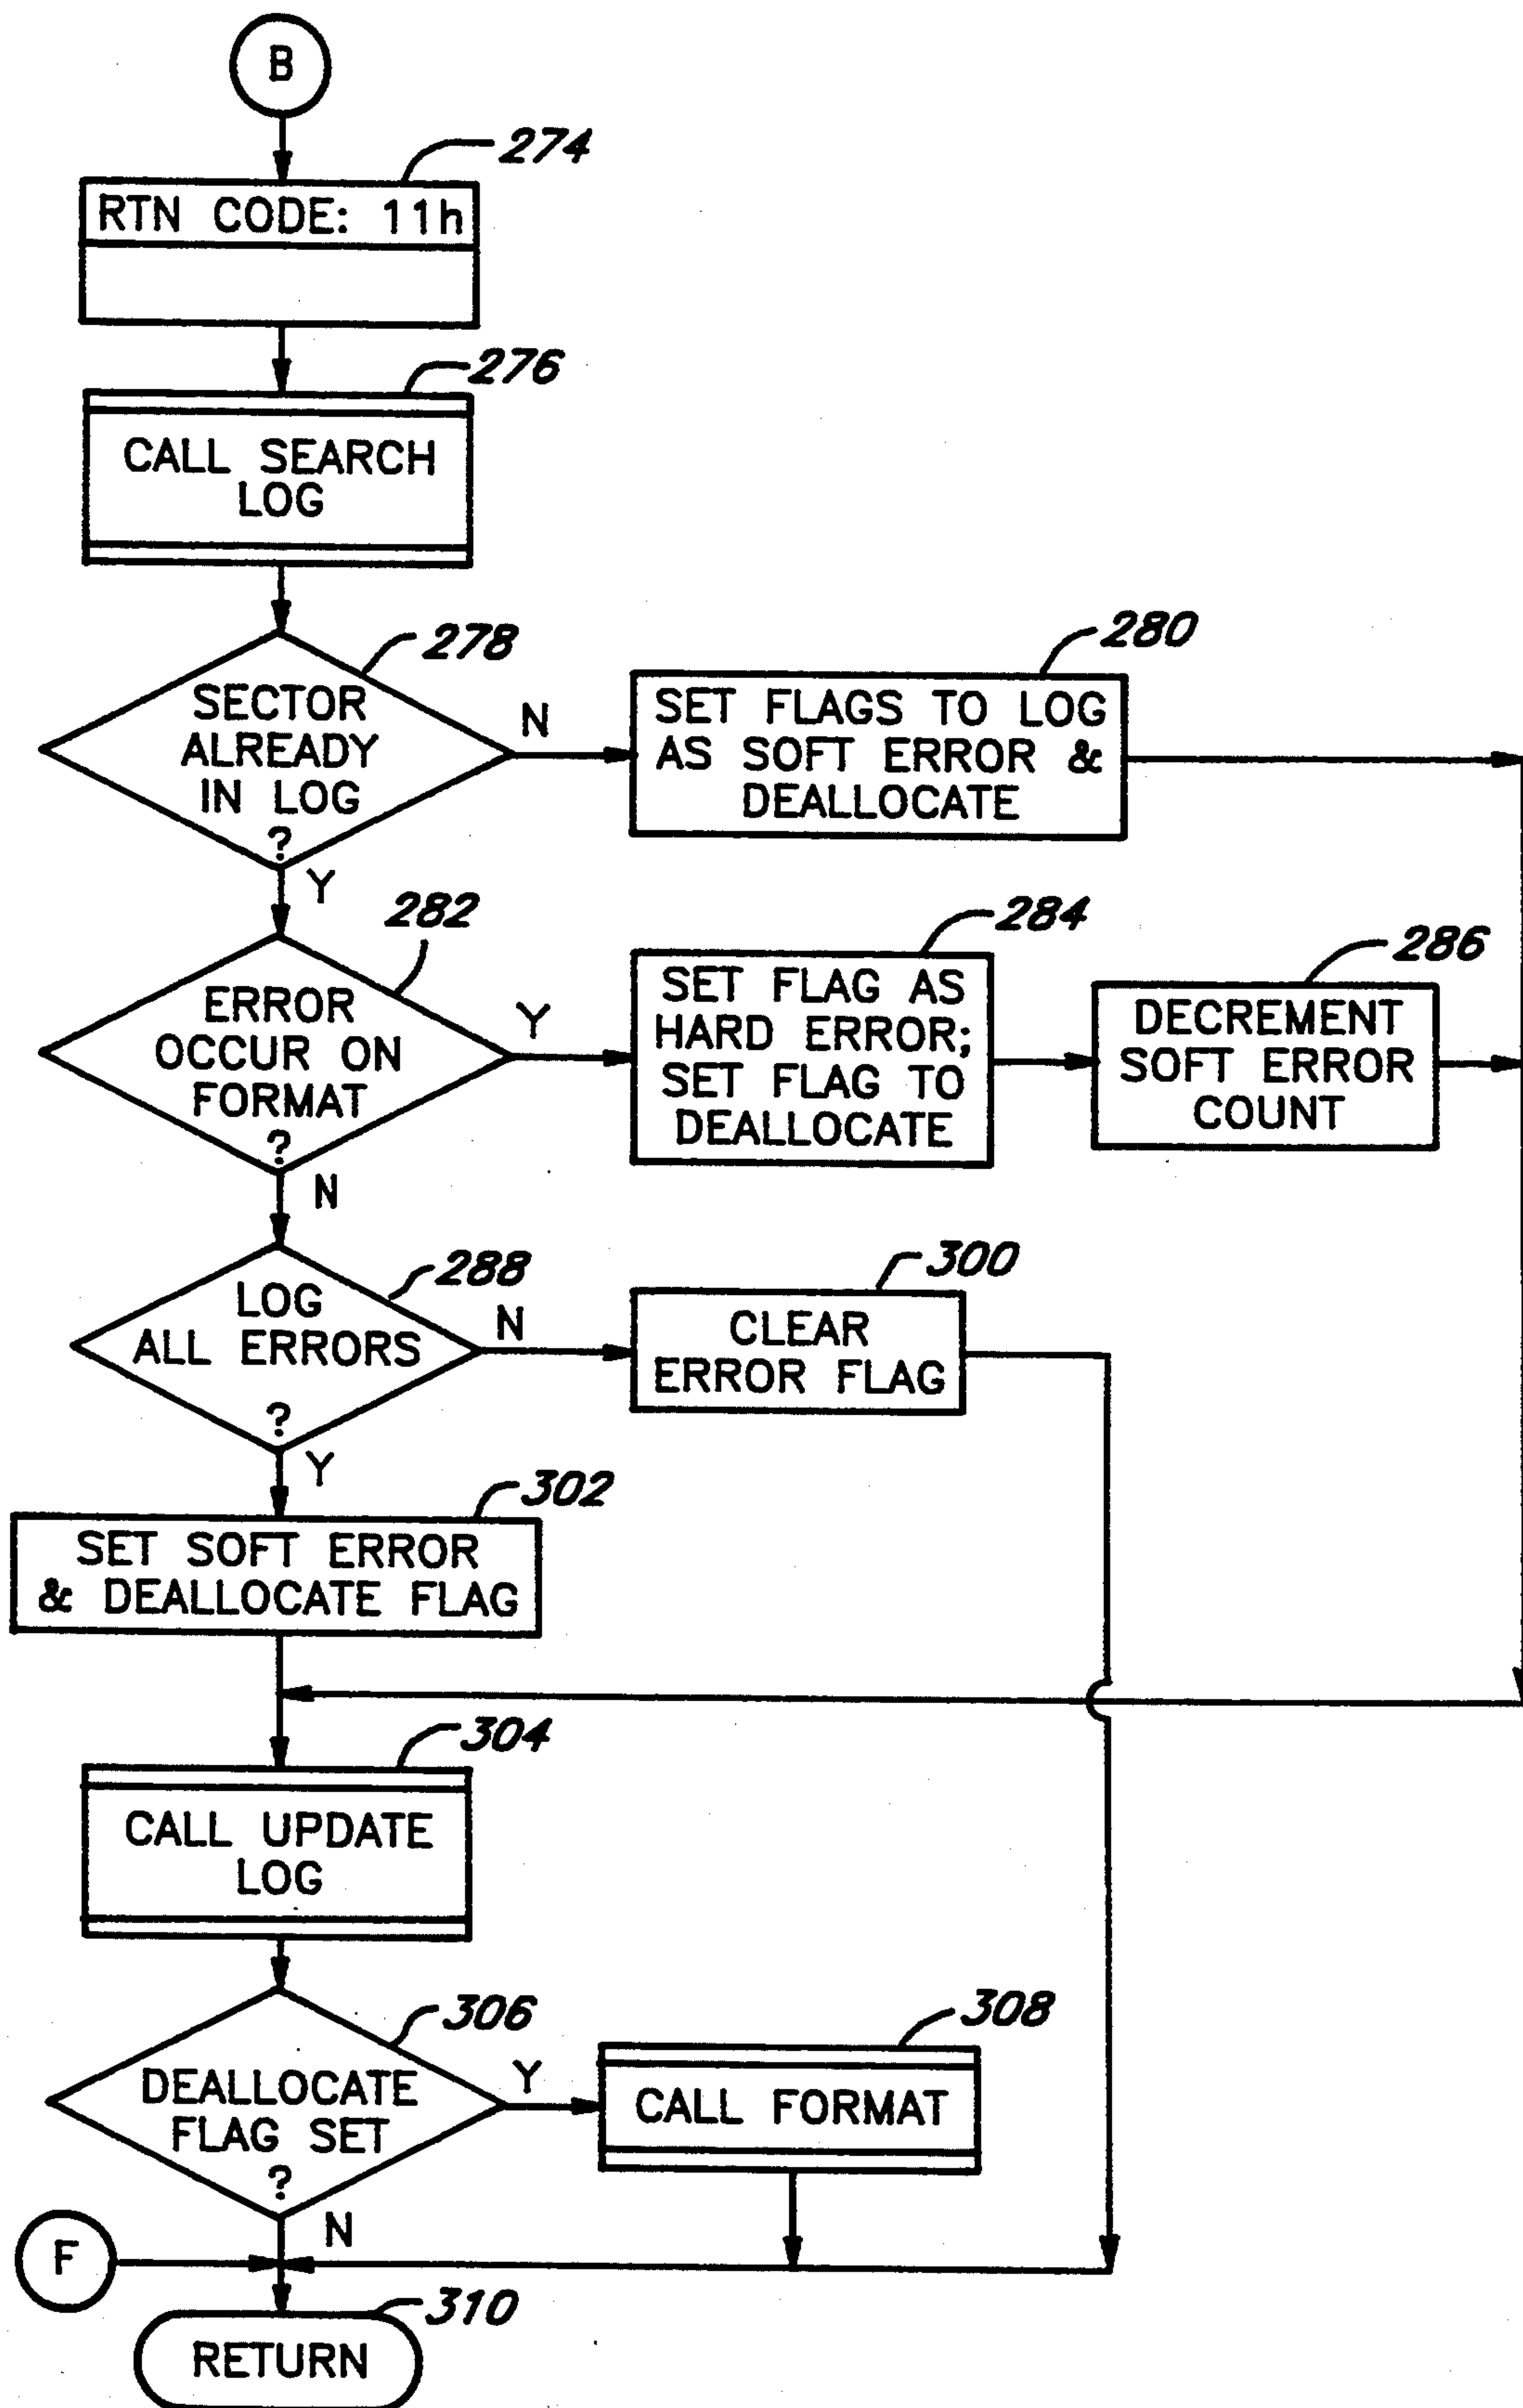 B
274
RTN CODE: 11h
276
CALL SEARCH
LOG
278
SECTOR
ALREADY
IN LOG
?
N
Y
280
SET FLAGS TO LOG
AS SOFT ERROR &
DEALLOCATE
282
ERROR
OCCUR ON
FORMAT
?
Y
N
284
SET FLAG AS
HARD ERROR;
SET FLAG TO
DEALLOCATE
286
DECREMENT
SOFT ERROR
COUNT
288
LOG
ALL ERRORS
?
N
Y
300
CLEAR
ERROR FLAG
302
SET SOFT ERROR
& DEALLOCATE FLAG
304
CALL UPDATE
LOG
306
DEALLOCATE
FLAG SET
?
Y
N
308
CALL FORMAT
F
310
RETURN